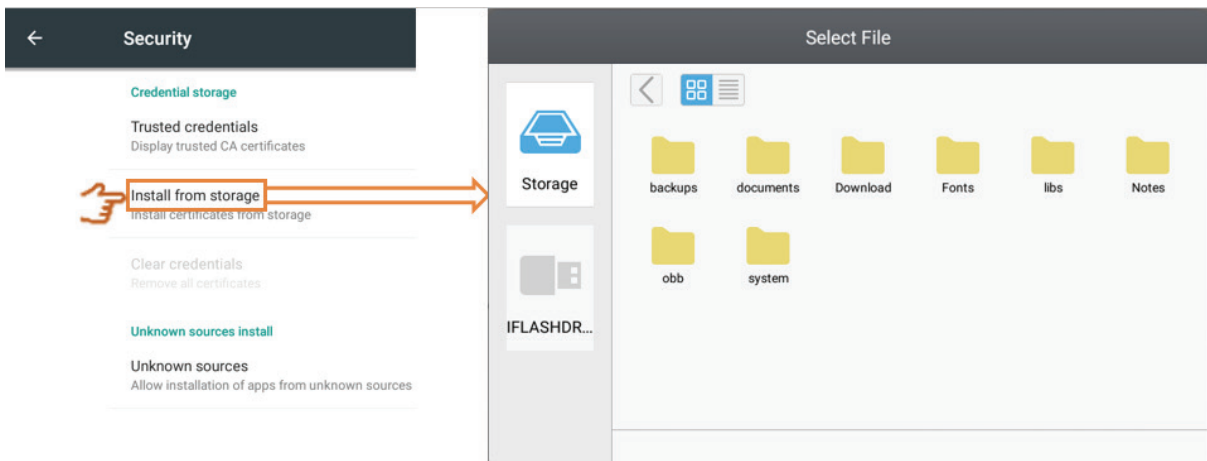 Security
Credential storage
Trusted credentials
Display trusted CA certificates
Install from storage
Install certificates from storage
Clear credentials
Remove all certificates
Unknown sources install
Unknown sources
Allow installation of apps from unknown sources
Select File
Storage
IFLASHDR...
backups documents Download Fonts libs Notes
obb system